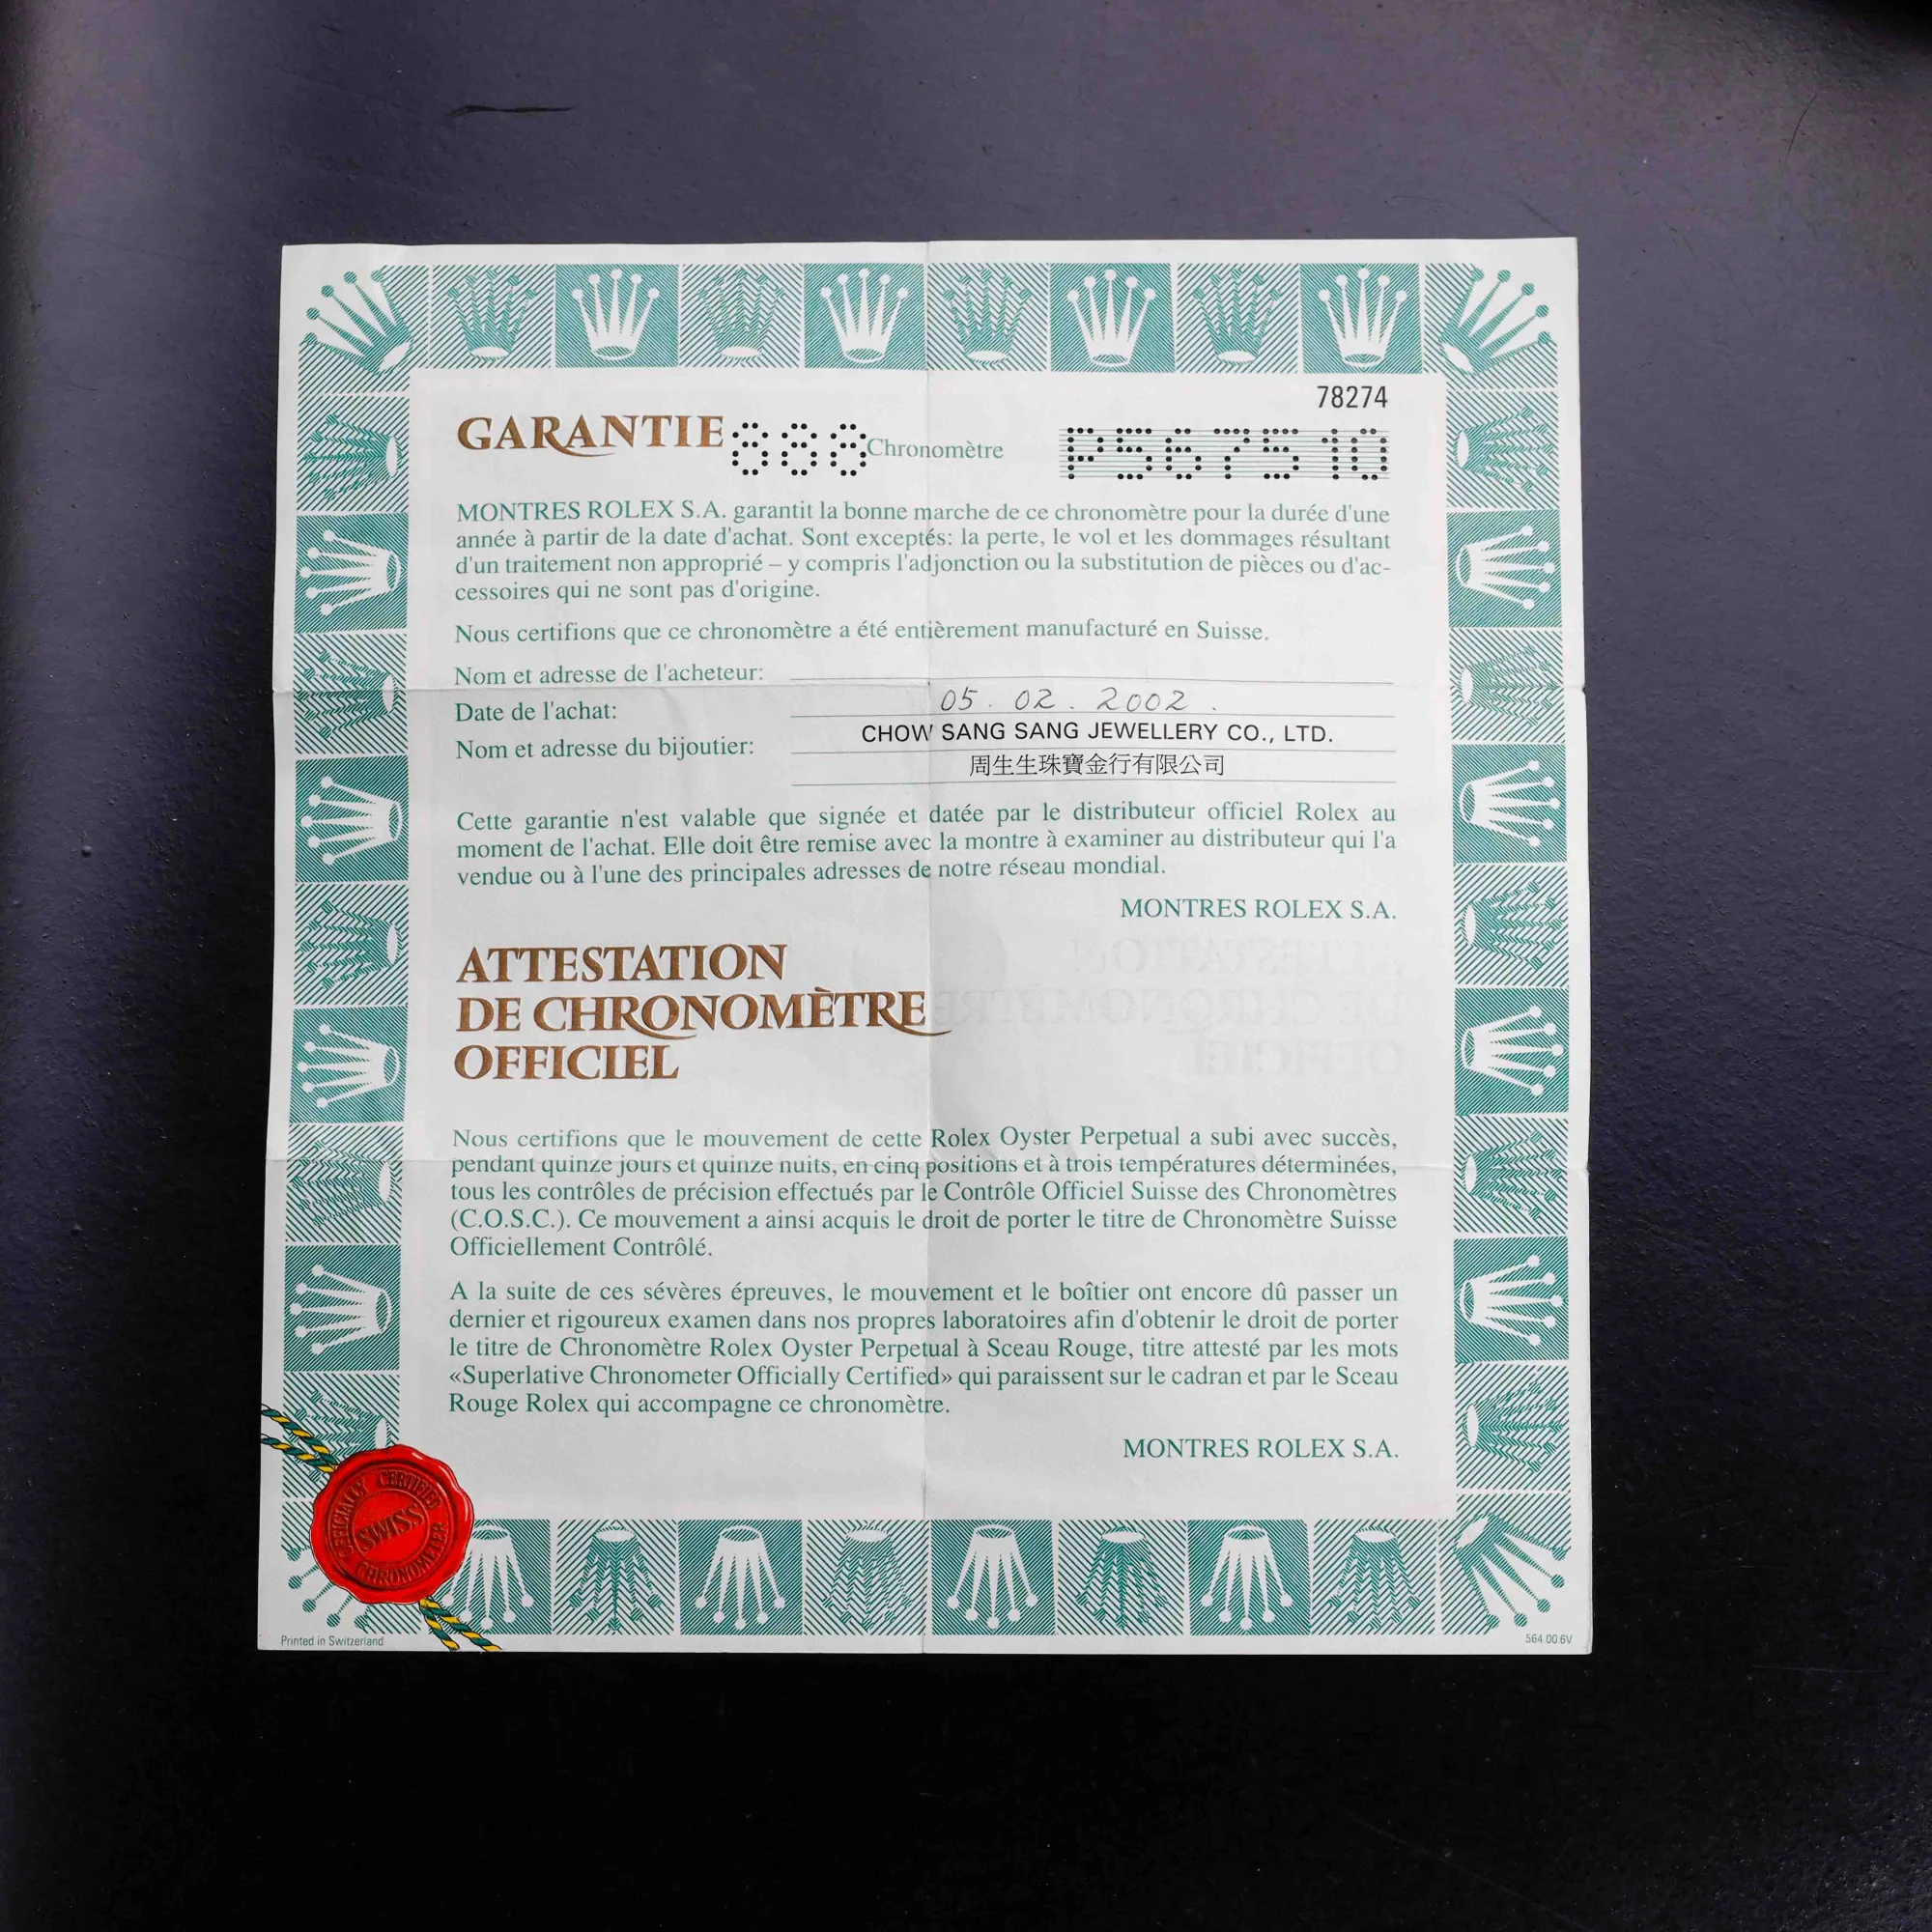 78274
GARANTIE 888 Chronomètre P567510
MONTRES ROLEX S.A. garantit la bonne marche de ce chronomètre pour la durée d'une
année à partir de la date d'achat. Sont exceptés: la perte, le vol et les dommages résultant
d'un traitement non approprié – y compris l'adjonction ou la substitution de pièces ou d'ac-
cessoires qui ne sont pas d'origine.
Nous certifions que ce chronomètre a été entièrement manufacturé en Suisse.
Nom et adresse de l'acheteur:
Date de l'achat: 05.02.2002.
Nom et adresse du bijoutier: CHOW SANG SANG JEWELLERY CO., LTD.
周生生珠寶金行有限公司
Cette garantie n'est valable que signée et datée par le distributeur officiel Rolex au
moment de l'achat. Elle doit être remise avec la montre à examiner au distributeur qui l'a
vendue ou à l'une des principales adresses de notre réseau mondial.
MONTRES ROLEX S.A.
ATTESTATION
DE CHRONOMÈTRE
OFFICIEL
Nous certifions que le mouvement de cette Rolex Oyster Perpetual a subi avec succès,
pendant quinze jours et quinze nuits, en cinq positions et à trois températures déterminées,
tous les contrôles de précision effectués par le Contrôle Officiel Suisse des Chronomètres
(C.O.S.C.). Ce mouvement a ainsi acquis le droit de porter le titre de Chronomètre Suisse
Officiellement Contrôlé.
A la suite de ces sévères épreuves, le mouvement et le boîtier ont encore dû passer un
dernier et rigoureux examen dans nos propres laboratoires afin d'obtenir le droit de porter
le titre de Chronomètre Rolex Oyster Perpetual à Sceau Rouge, titre attesté par les mots
«Superlative Chronometer Officially Certified» qui paraissent sur le cadran et par le Sceau
Rouge Rolex qui accompagne ce chronomètre.
MONTRES ROLEX S.A.
OFFICIALLY CERTIFIED
SWISS
CHRONOMETER
Printed in Switzerland
564.00.6V